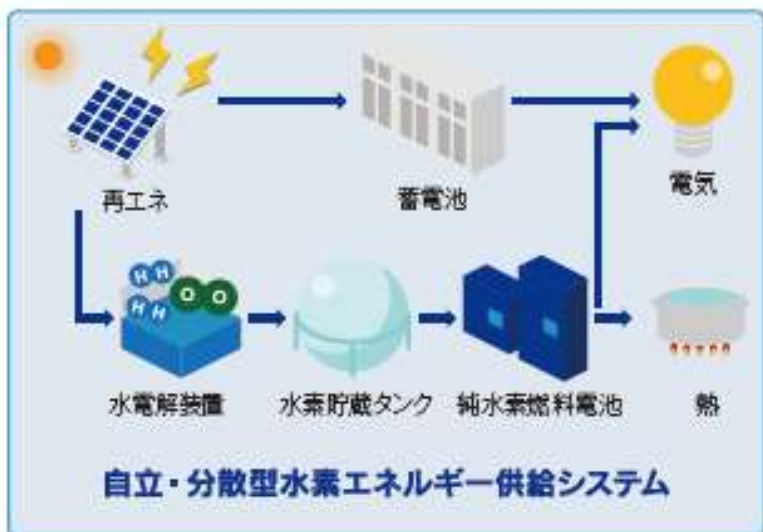 再エネ
蓄電池
電気
H H O O
H H
水電解装置
水素貯蔵タンク
純水素燃料電池
熱
自立・分散型水素エネルギー供給システム